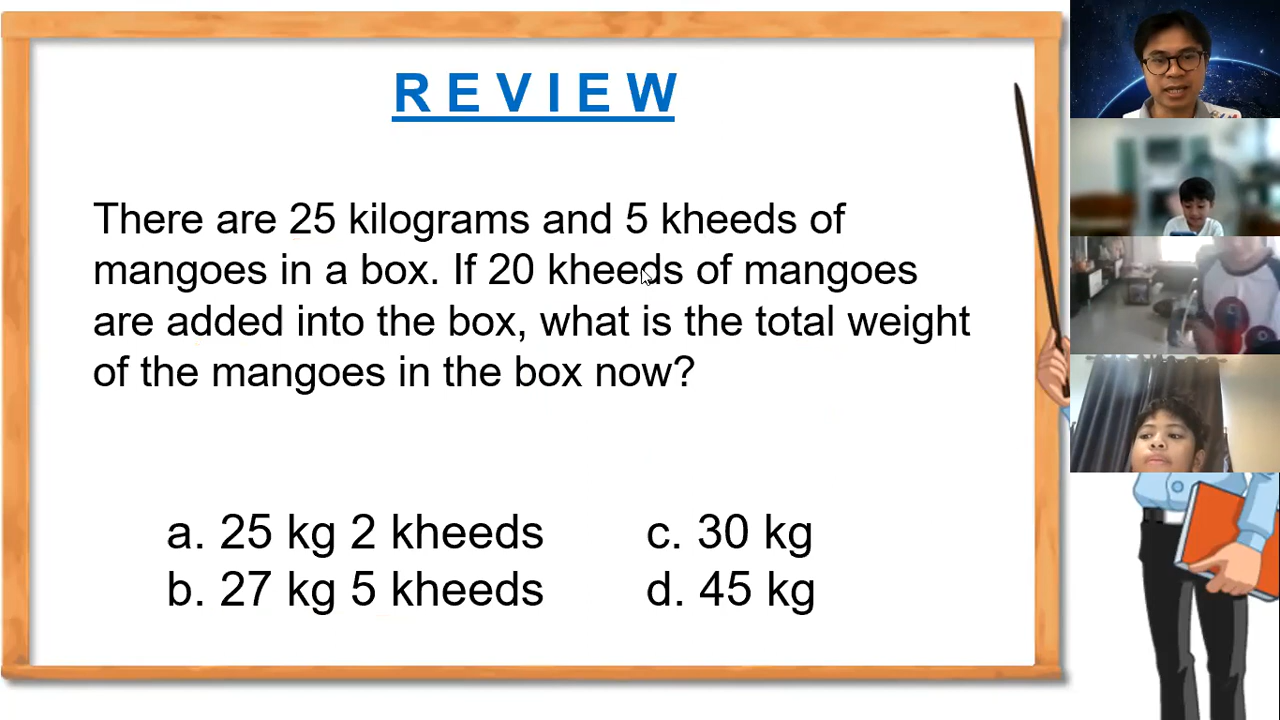 R E V I E W
There are 25 kilograms and 5 kheeds of
mangoes in a box. If 20 kheeds of mangoes
are added into the box, what is the total weight
of the mangoes in the box now?
a. 25 kg 2 kheeds
c. 30 kg
b. 27 kg 5 kheeds
d. 45 kg